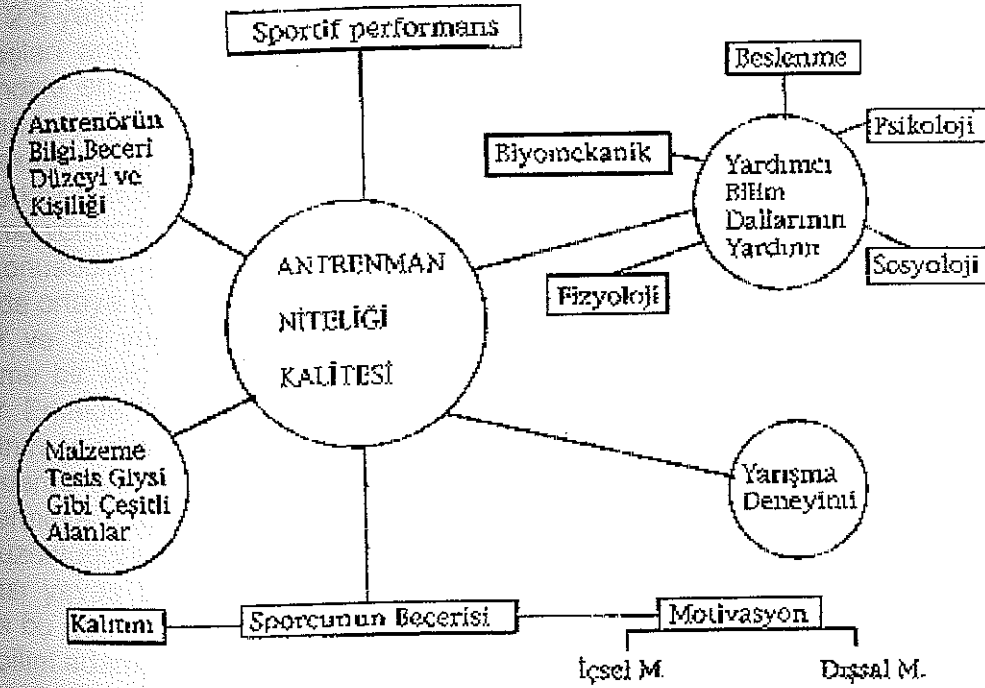 Sportif performans
Beslenme
Antrenörün
Bilgi,Beceri
Düzeyi ve
Kişiliği
Psikoloji
Biyomekanik
Yardımcı
Bilim
Dallarının
Yardımı
ANTRENMAN
NİTELİĞİ
KALİTESİ
Fizyoloji
Sosyoloji
Malzeme
Tesis Giysi
Gibi Çeşitli
Alanlar
Yarışma
Deneyimi
Kalıtım
Sporcunun Becerisi
Motivasyon
İçsel M.
Dışsal M.